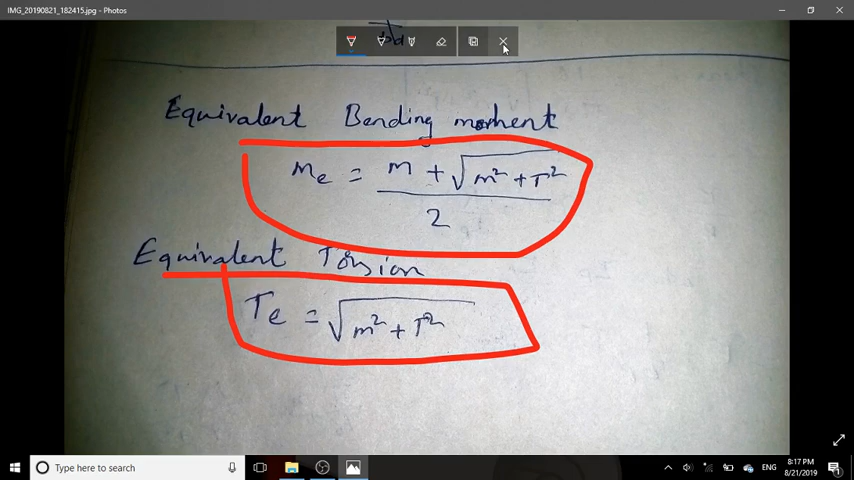 IMG_20190821_182415.jpg - Photos
Equivalent Bending moment
Me = m + √m² + T²
2
Equivalent Torsion
Te = √m² + T²
Type here to search
ENG
8:17 PM
8/21/2019